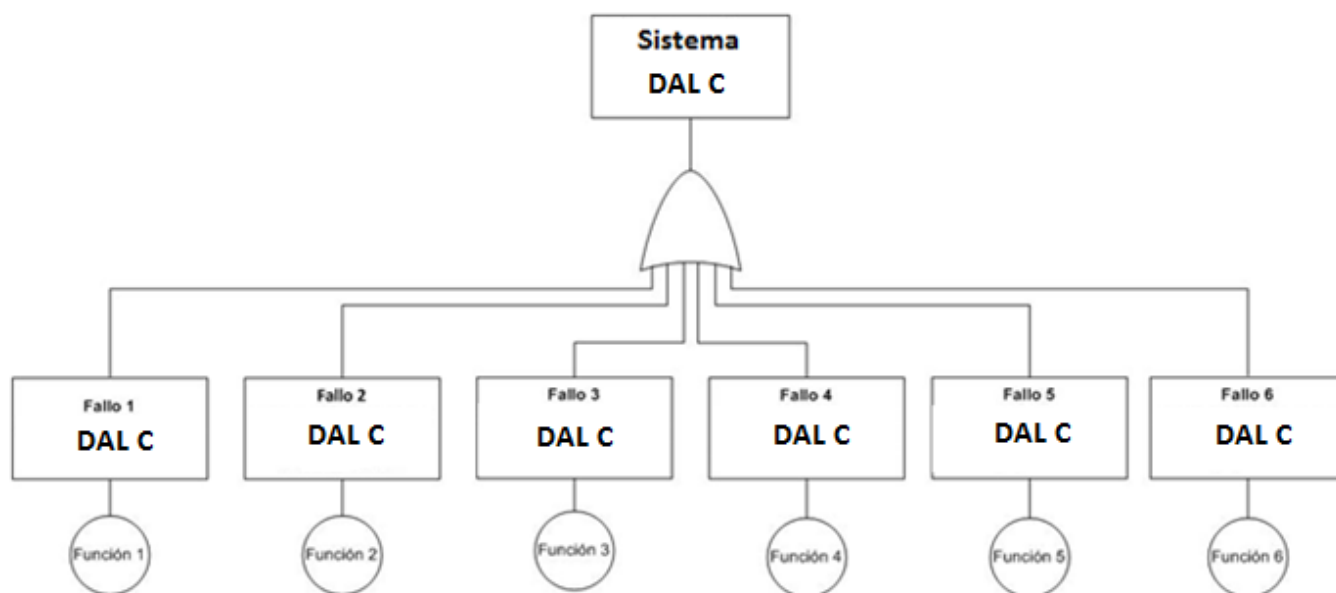 Sistema
DAL C
Fallo 1
DAL C
Fallo 2
DAL C
Fallo 3
DAL C
Fallo 4
DAL C
Fallo 5
DAL C
Fallo 6
DAL C
Función 1
Función 2
Función 3
Función 4
Función 5
Función 6